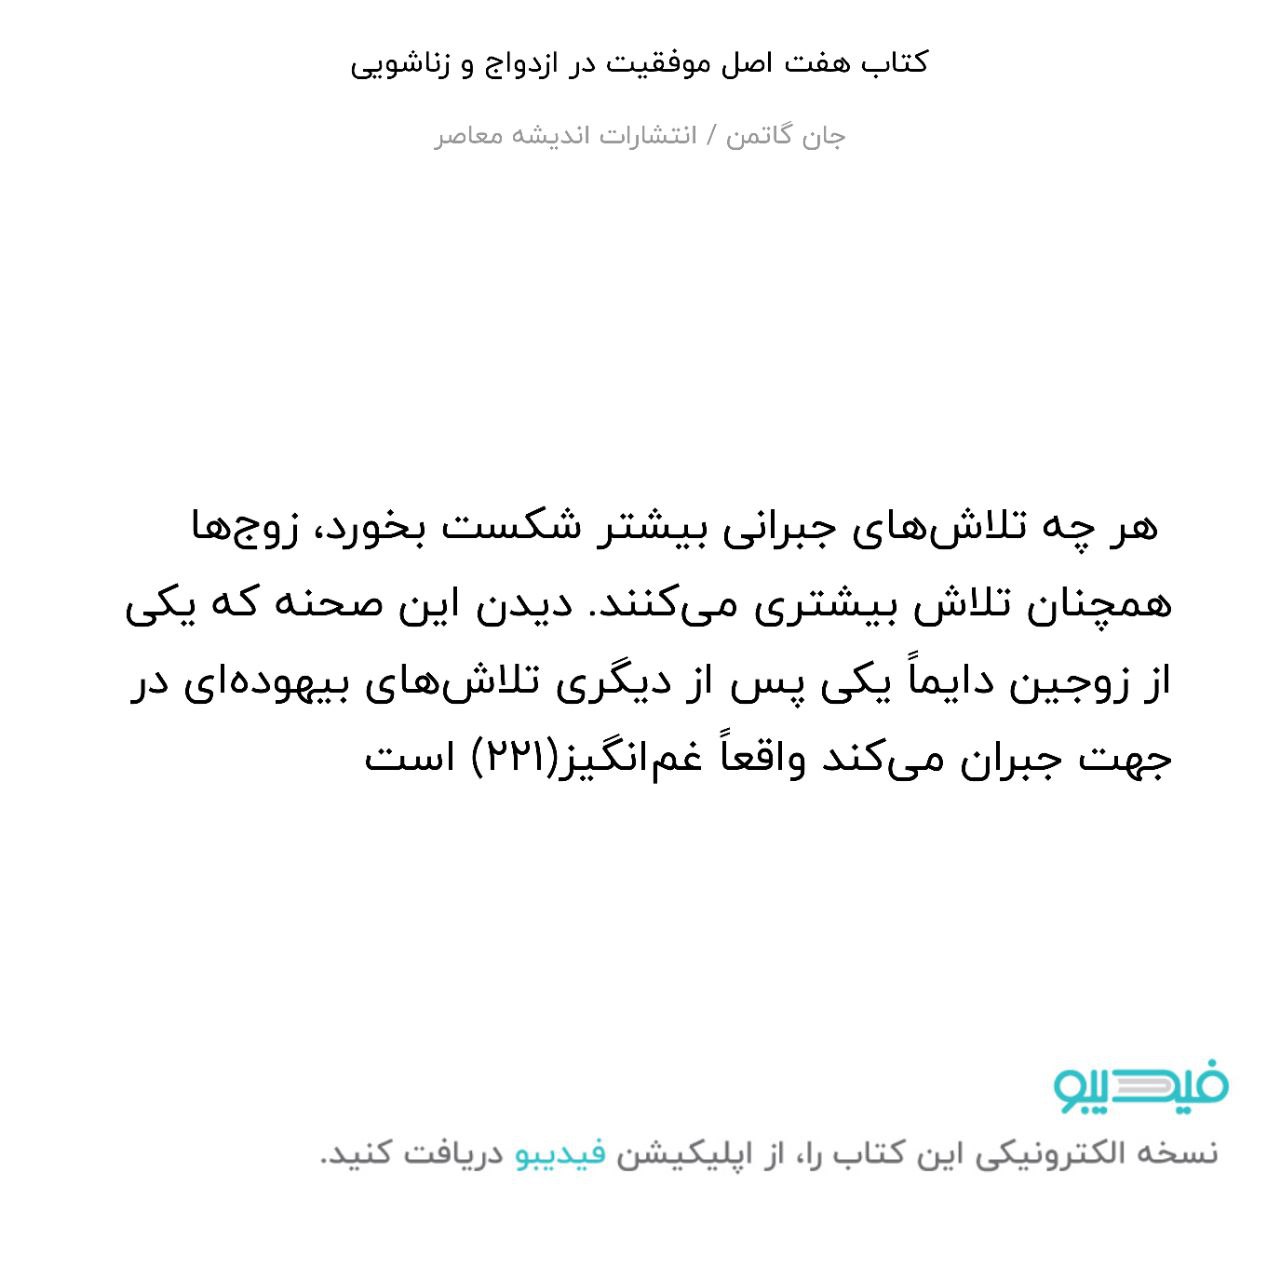 کتاب هفت اصل موفقیت در ازدواج و زناشویی
جان گاتمن / انتشارات اندیشه معاصر
هر چه تلاش‌های جبرانی بیشتر شکست بخورد، زوج‌ها
همچنان تلاش بیشتری می‌کنند. دیدن این صحنه که یکی
از زوجین دایماً یکی پس از دیگری تلاش‌های بیهوده‌ای در
جهت جبران می‌کند واقعاً غم‌انگیز(۲۲۱) است
فیدیبو
نسخه الکترونیکی این کتاب را، از اپلیکیشن فیدیبو دریافت کنید.